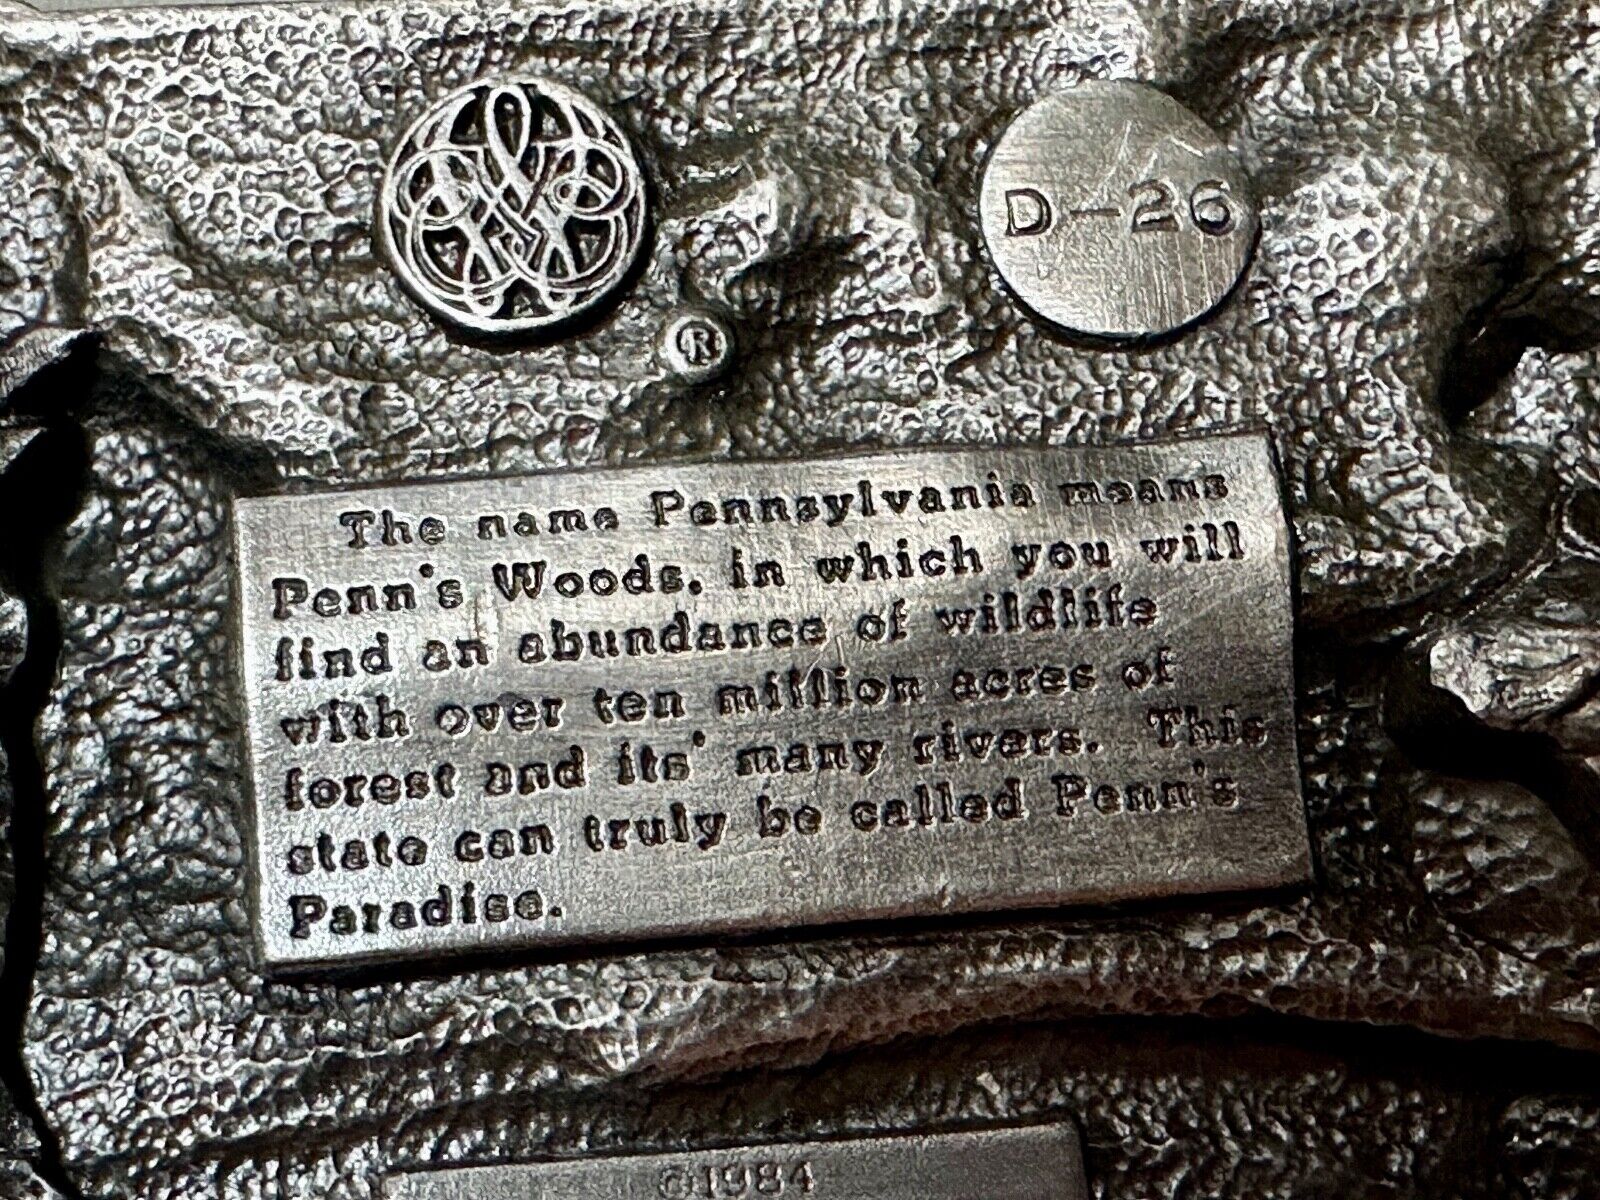 D-26
®
The name Pennsylvania means
Penn's Woods, in which you will
find an abundance of wildlife
with over ten million acres of
forest and its' many rivers. This
state can truly be called Penn's
Paradise.
©1984